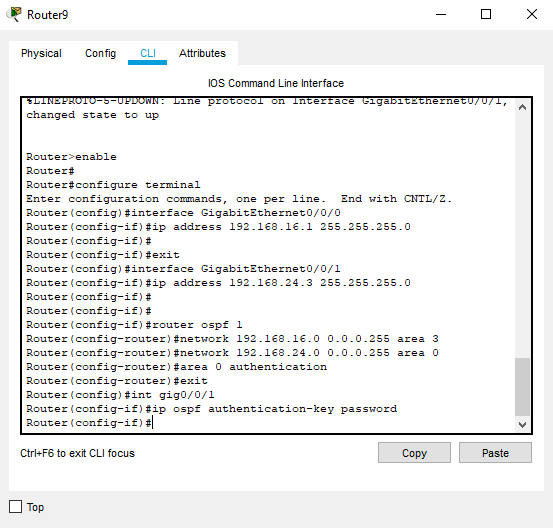 Router9
Physical Config CLI Attributes
IOS Command Line Interface
%LINEPROTO-5-UPDOWN: Line protocol on Interface GigabitEthernet0/0/1,
changed state to up
Router>enable
Router#
Router#configure terminal
Enter configuration commands, one per line.  End with CNTL/Z.
Router(config)#interface GigabitEthernet0/0/0
Router(config-if)#ip address 192.168.16.1 255.255.255.0
Router(config-if)#
Router(config-if)#exit
Router(config)#interface GigabitEthernet0/0/1
Router(config-if)#ip address 192.168.24.3 255.255.255.0
Router(config-if)#
Router(config-if)#
Router(config-if)#router ospf 1
Router(config-router)#network 192.168.16.0 0.0.0.255 area 3
Router(config-router)#network 192.168.24.0 0.0.0.255 area 0
Router(config-router)#area 0 authentication
Router(config-router)#exit
Router(config)#int gig0/0/1
Router(config-if)#ip ospf authentication-key password
Router(config-if)#
Ctrl+F6 to exit CLI focus
Copy Paste
Top